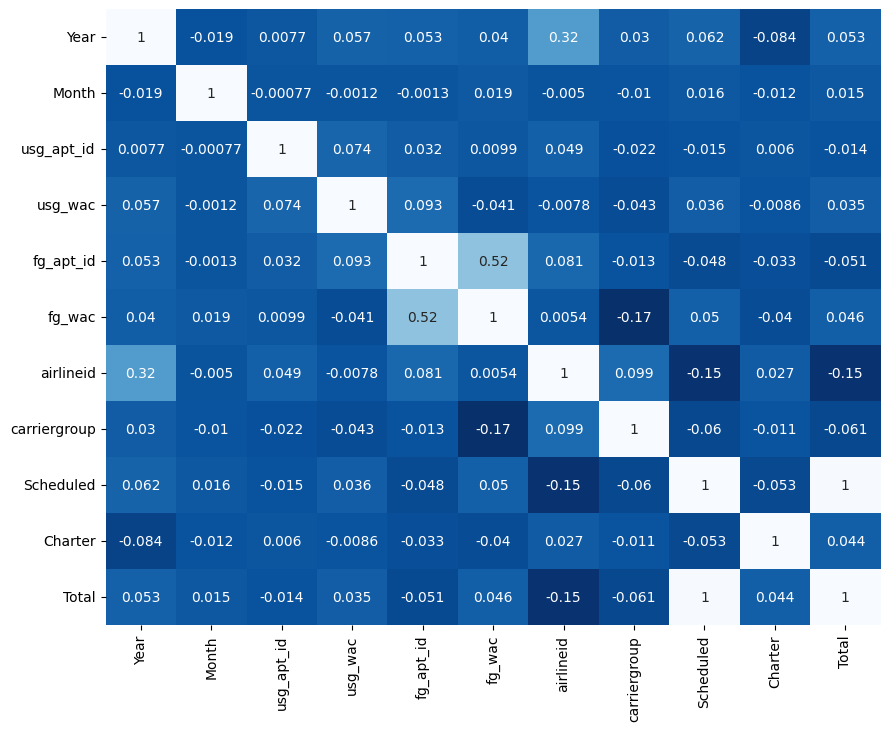 Year 1 -0.019 0.0077 0.057 0.053 0.04 0.32 0.03 0.062 -0.084 0.053
Month -0.019 1 -0.00077 -0.0012 -0.0013 0.019 -0.005 -0.01 0.016 -0.012 0.015
usg_apt_id 0.0077 -0.00077 1 0.074 0.032 0.0099 0.049 -0.022 -0.015 0.006 -0.014
usg_wac 0.057 -0.0012 0.074 1 0.093 -0.041 -0.0078 -0.043 0.036 -0.0086 0.035
fg_apt_id 0.053 -0.0013 0.032 0.093 1 0.52 0.081 -0.013 -0.048 -0.033 -0.051
fg_wac 0.04 0.019 0.0099 -0.041 0.52 1 0.0054 -0.17 0.05 -0.04 0.046
airlineid 0.32 -0.005 0.049 -0.0078 0.081 0.0054 1 0.099 -0.15 0.027 -0.15
carriergroup 0.03 -0.01 -0.022 -0.043 -0.013 -0.17 0.099 1 -0.06 -0.011 -0.061
Scheduled 0.062 0.016 -0.015 0.036 -0.048 0.05 -0.15 -0.06 1 -0.053 1
Charter -0.084 -0.012 0.006 -0.0086 -0.033 -0.04 0.027 -0.011 -0.053 1 0.044
Total 0.053 0.015 -0.014 0.035 -0.051 0.046 -0.15 -0.061 1 0.044 1
Year Month usg_apt_id usg_wac fg_apt_id fg_wac airlineid carriergroup Scheduled Charter Total